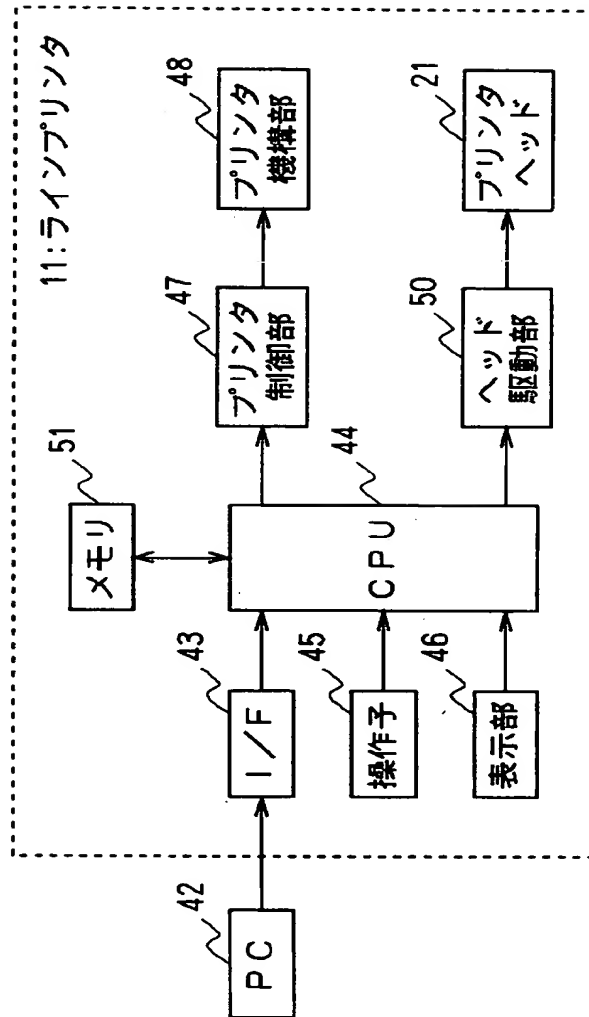 11:ラインプリンタ
51
メモリ
42
PC
43
I/F
45
操作子
46
表示部
44
CPU
47
プリンタ
制御部
48
プリンタ
機構部
50
ヘッド
駆動部
21
プリンタ
ヘッド